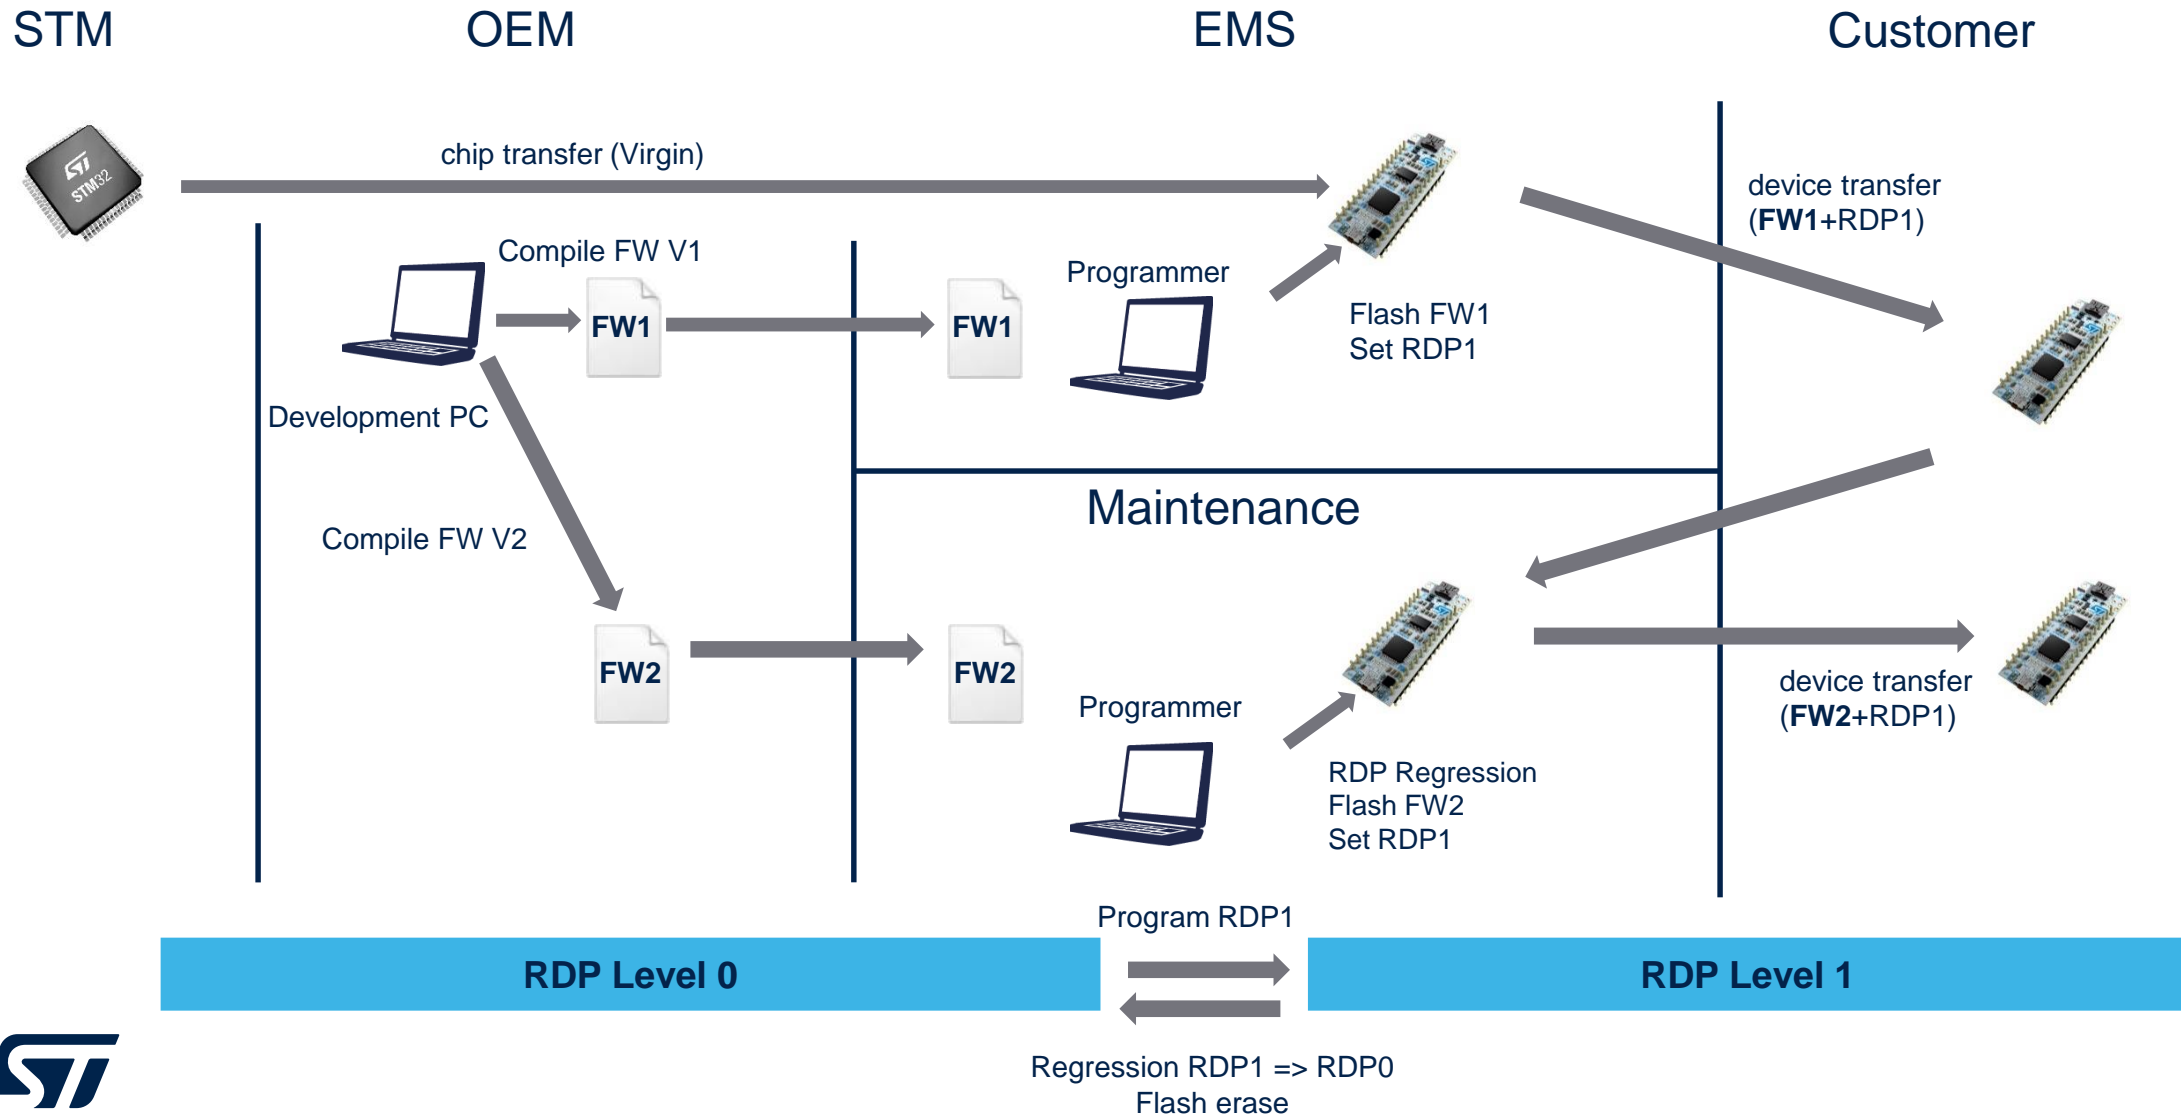 STM
OEM
EMS
Customer
chip transfer (Virgin)
STM32
device transfer
(FW1+RDP1)
Compile FW V1
Programmer
FW1
FW1
Flash FW1
Set RDP1
Development PC
Maintenance
Compile FW V2
FW2
FW2
Programmer
device transfer
(FW2+RDP1)
RDP Regression
Flash FW2
Set RDP1
Program RDP1
RDP Level 0
RDP Level 1
Regression RDP1 => RDP0
Flash erase
ST